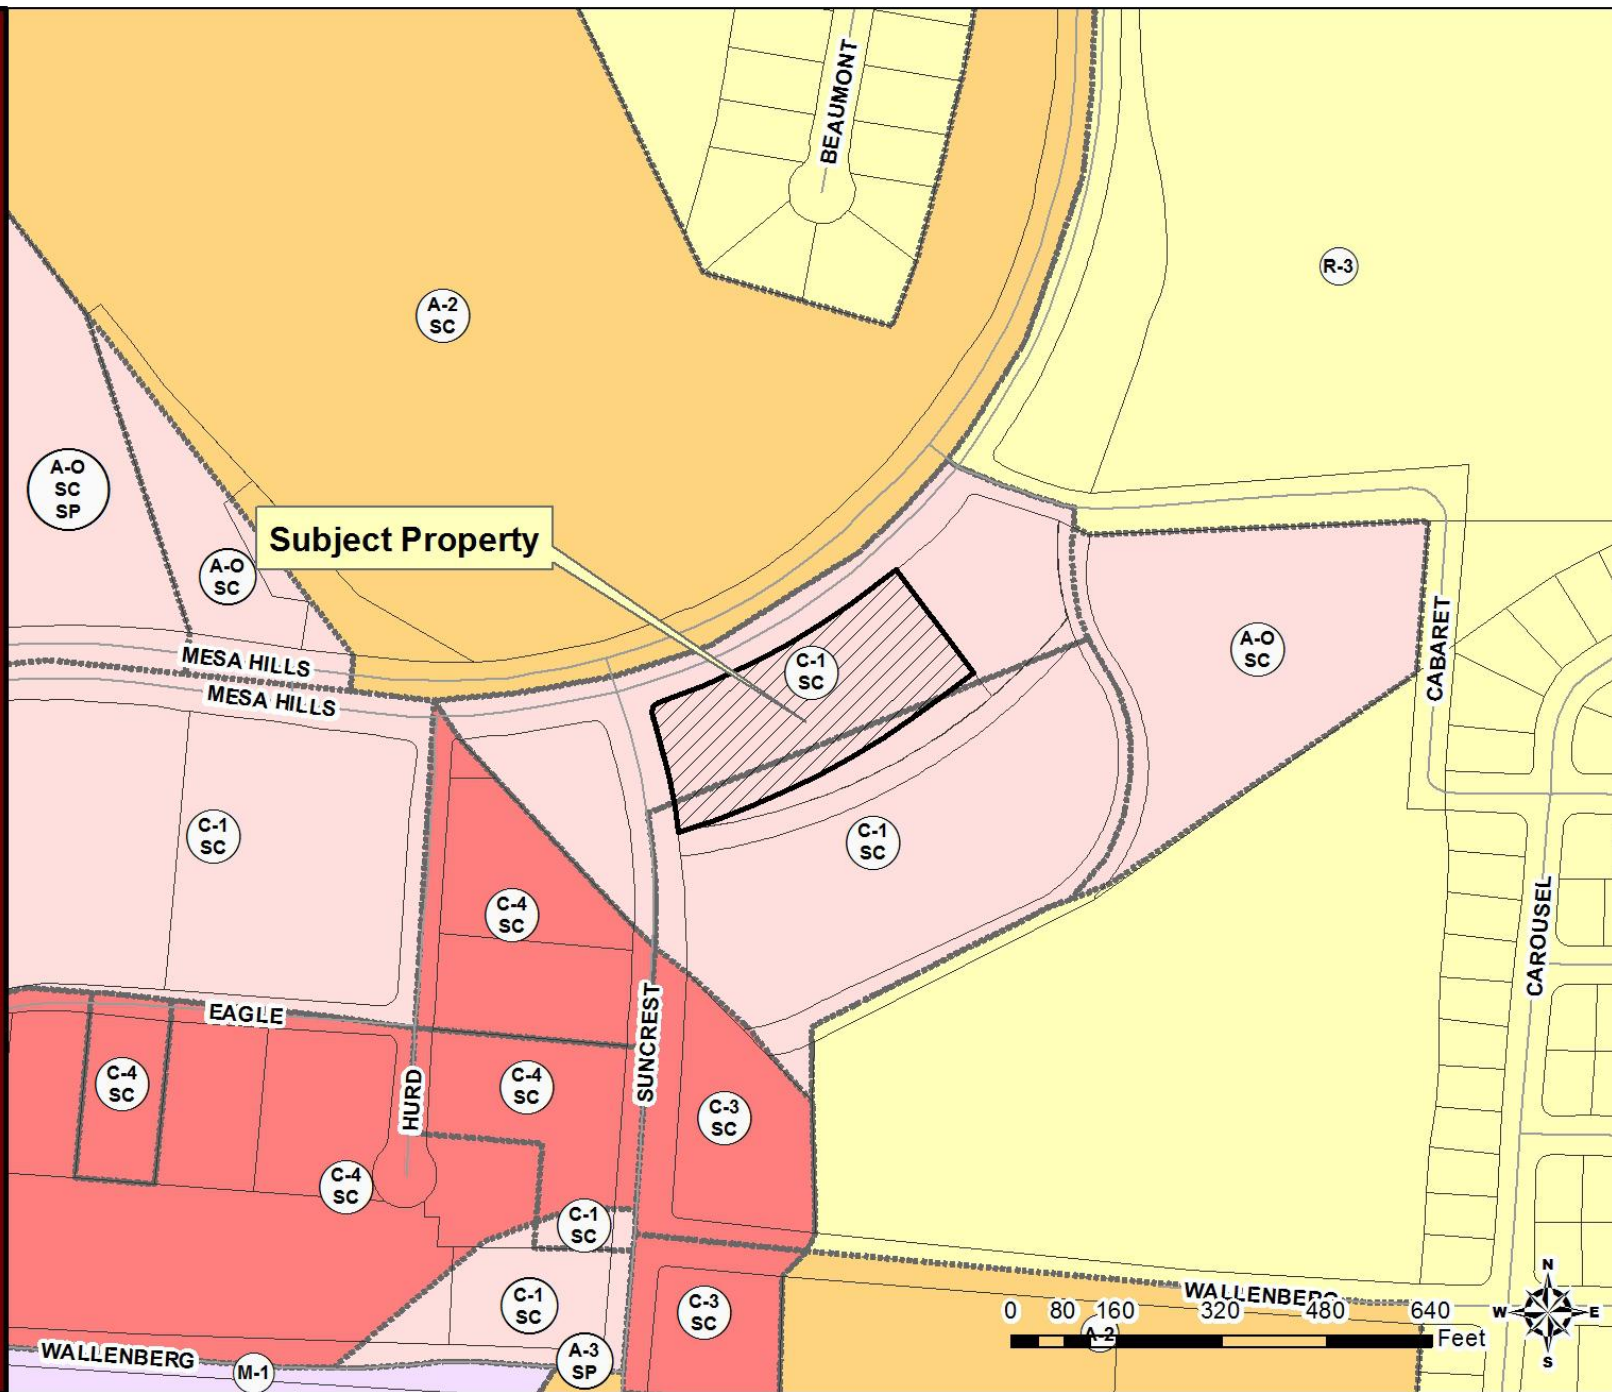 BEAUMONT
R-3
A-2
SC
A-O
SC
SP
Subject Property
A-O
SC
CABARET
A-O
SC
MESA HILLS
MESA HILLS
C-1
SC
C-1
SC
C-1
SC
C-4
SC
CAROUSEL
EAGLE
SUNCREST
C-4
SC
HURD
C-4
SC
C-3
SC
C-4
SC
C-1
SC
C-1
SC
C-3
SC
WALLENBERG
N
W
E
S
0 80 160 320 480 640
Feet
A-2
WALLENBERG
M-1
A-3
SP